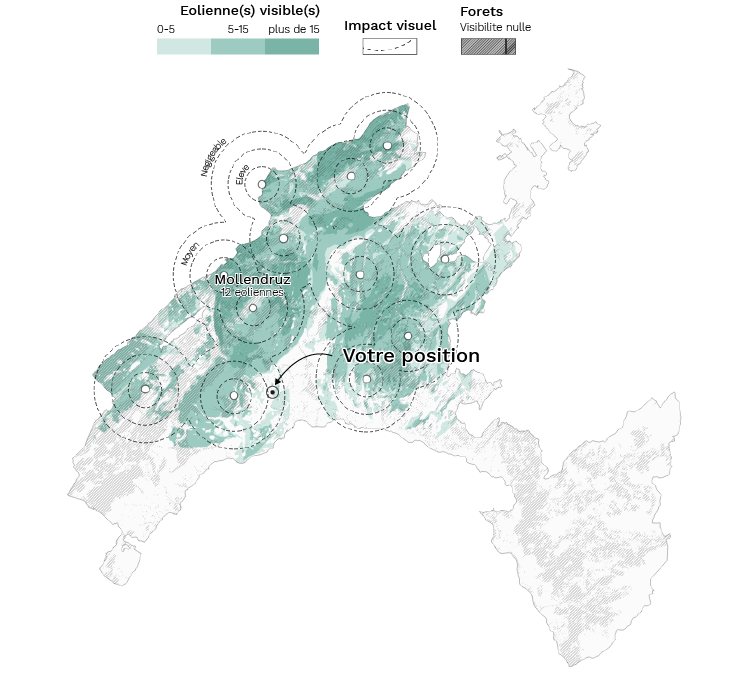 Eolienne(s) visible(s)
0-5 5-15 plus de 15
Impact visuel
Forets
Visibilite nulle
Negligeable
Eleve
Moyen
Mollendruz
12 eoliennes
Votre position